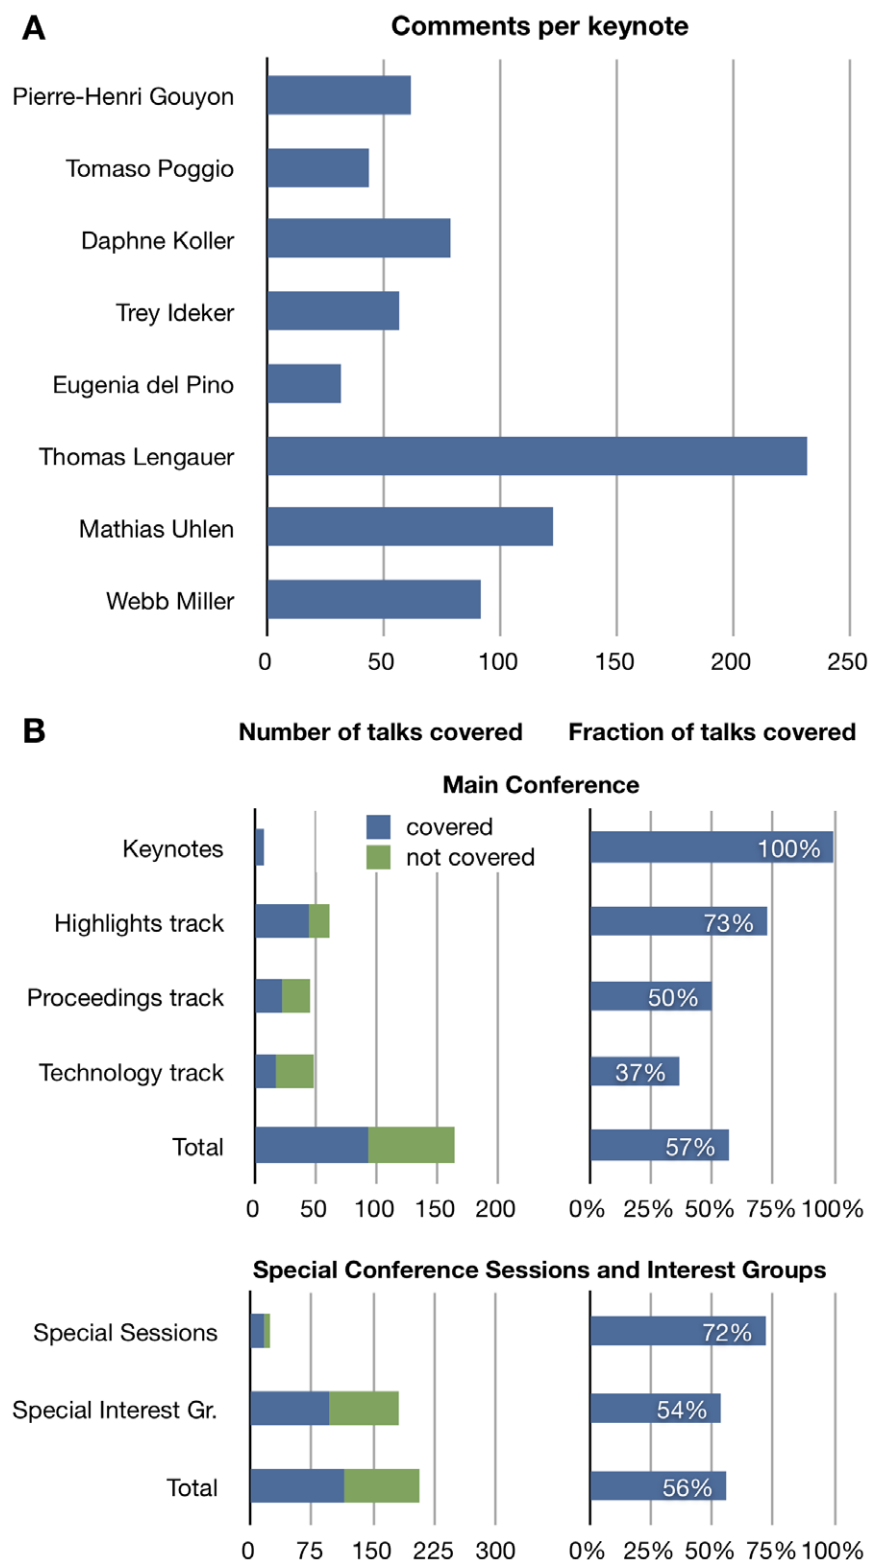 A
Comments per keynote
Pierre-Henri Gouyon
Tomaso Poggio
Daphne Koller
Trey Ideker
Eugenia del Pino
Thomas Lengauer
Mathias Uhlen
Webb Miller
0 50 100 150 200 250
B
Number of talks covered Fraction of talks covered
Main Conference
covered
not covered
Keynotes 100%
Highlights track 73%
Proceedings track 50%
Technology track 37%
Total 57%
0 50 100 150 200 0% 25% 50% 75% 100%
Special Conference Sessions and Interest Groups
Special Sessions 72%
Special Interest Gr. 54%
Total 56%
0 75 150 225 300 0% 25% 50% 75% 100%